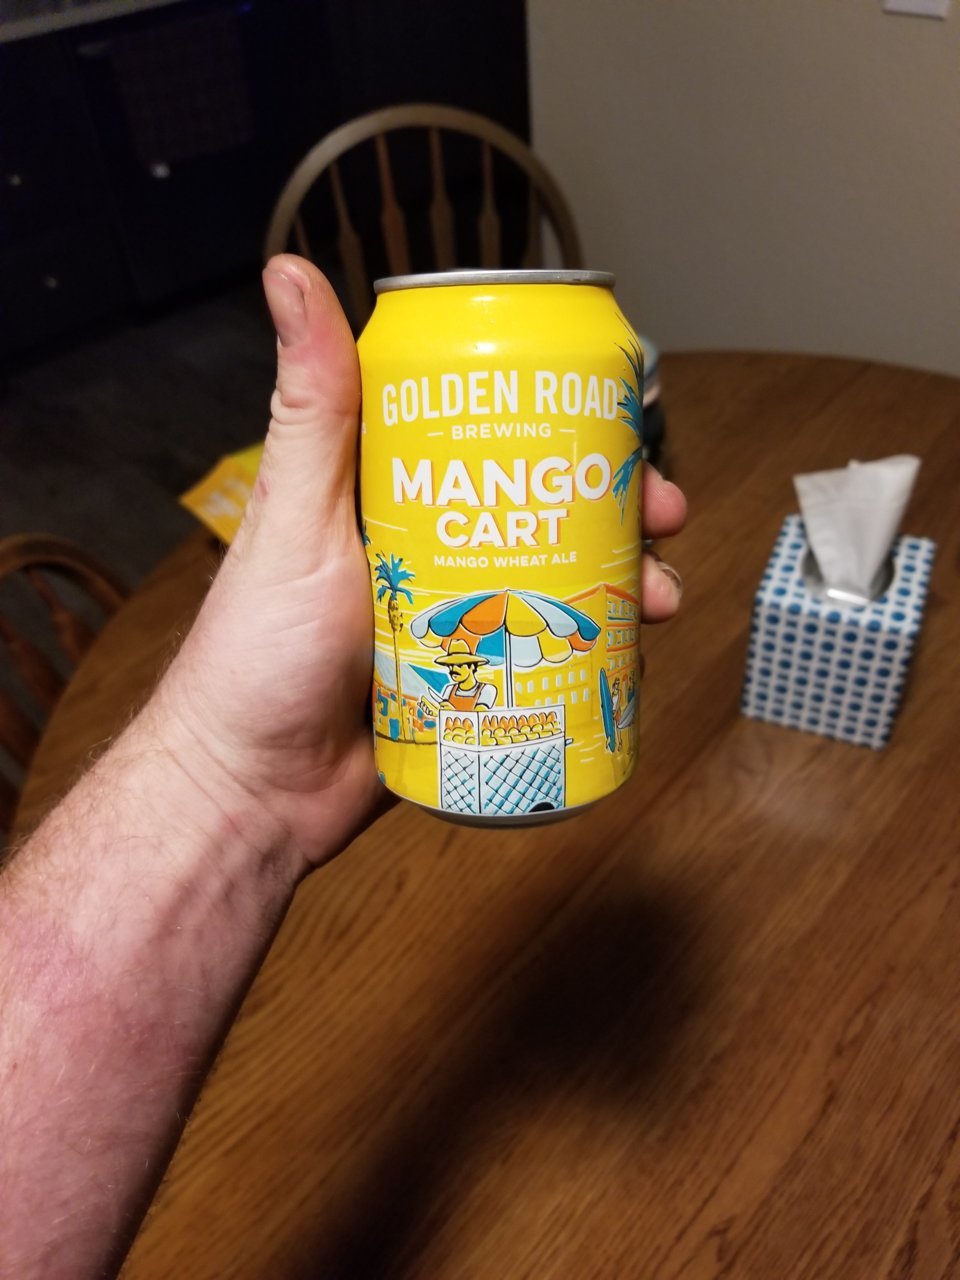 GOLDEN ROAD
— BREWING —
MANGO
CART
MANGO WHEAT ALE